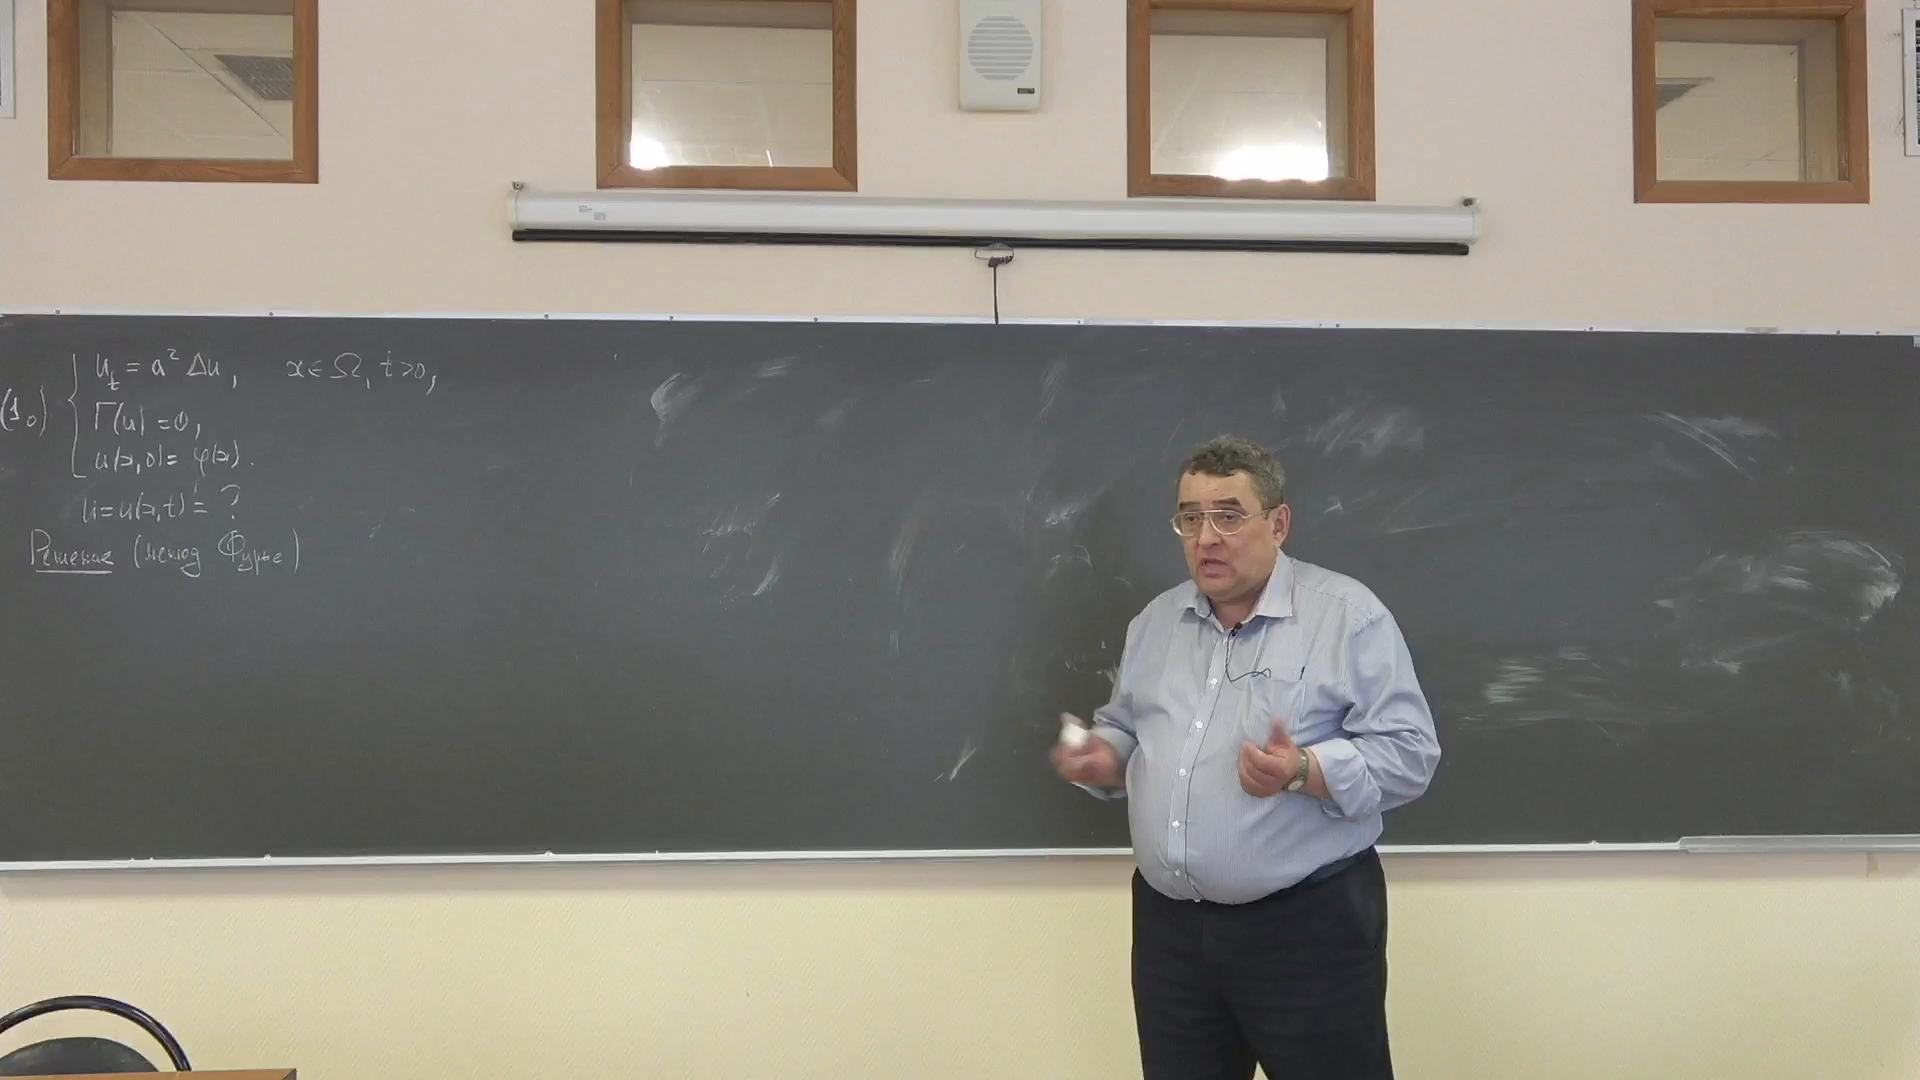 (1₀) { u_t = a² Δu, x ∈ Ω, t > 0,
Γ(u) = 0,
u(x,0) = φ(x).
u = u(x,t) = ?
Решение (метод Фурье)